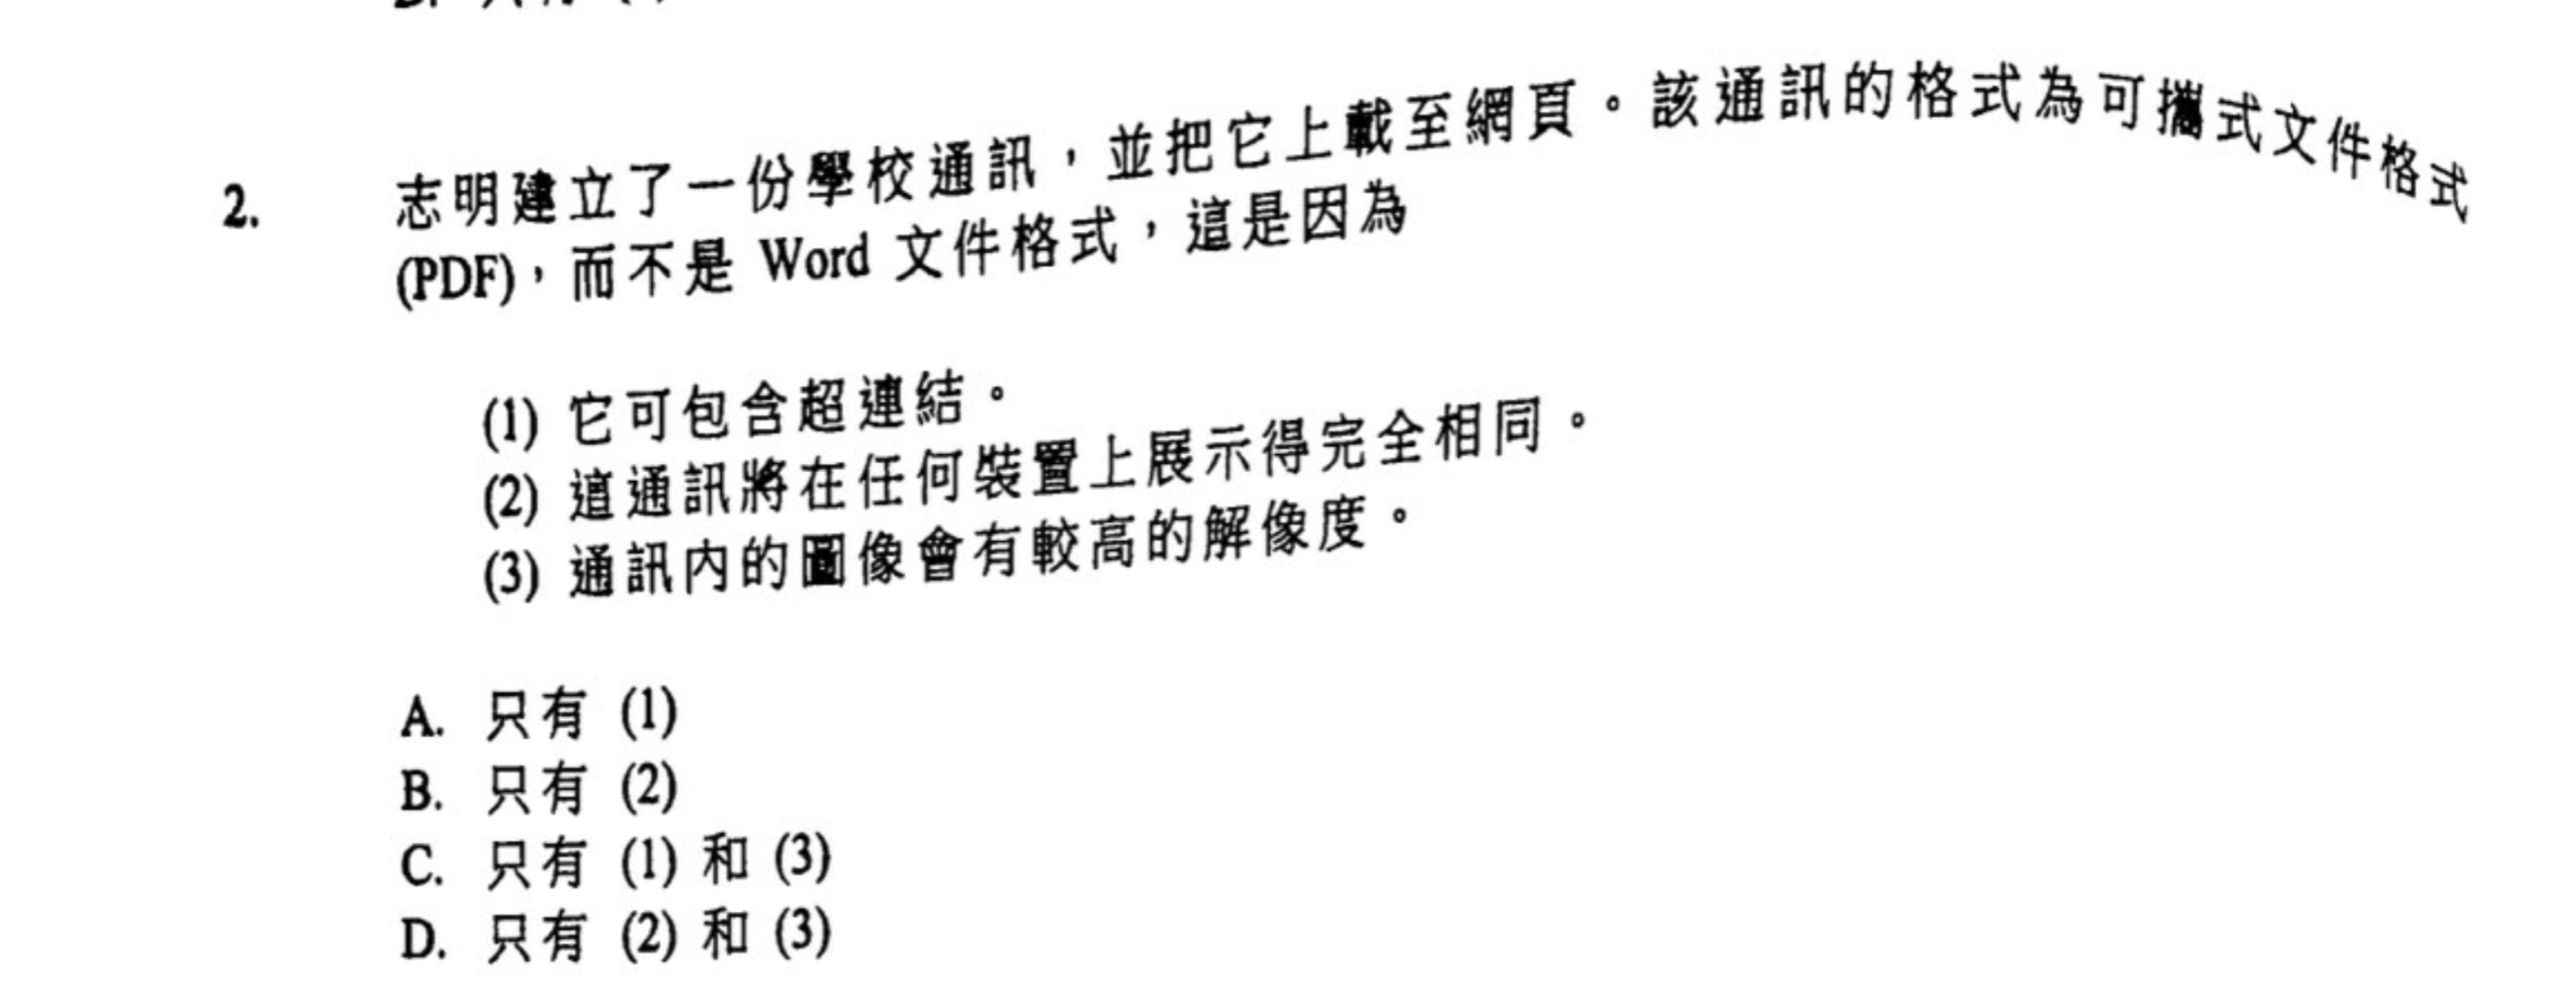 2. 志明建立了一份學校通訊，並把它上載至網頁。該通訊的格式為可攜式文件格式
(PDF)，而不是 Word 文件格式，這是因為
(1) 它可包含超連結。
(2) 這通訊將在任何裝置上展示得完全相同。
(3) 通訊內的圖像會有較高的解像度。
A. 只有 (1)
B. 只有 (2)
C. 只有 (1) 和 (3)
D. 只有 (2) 和 (3)